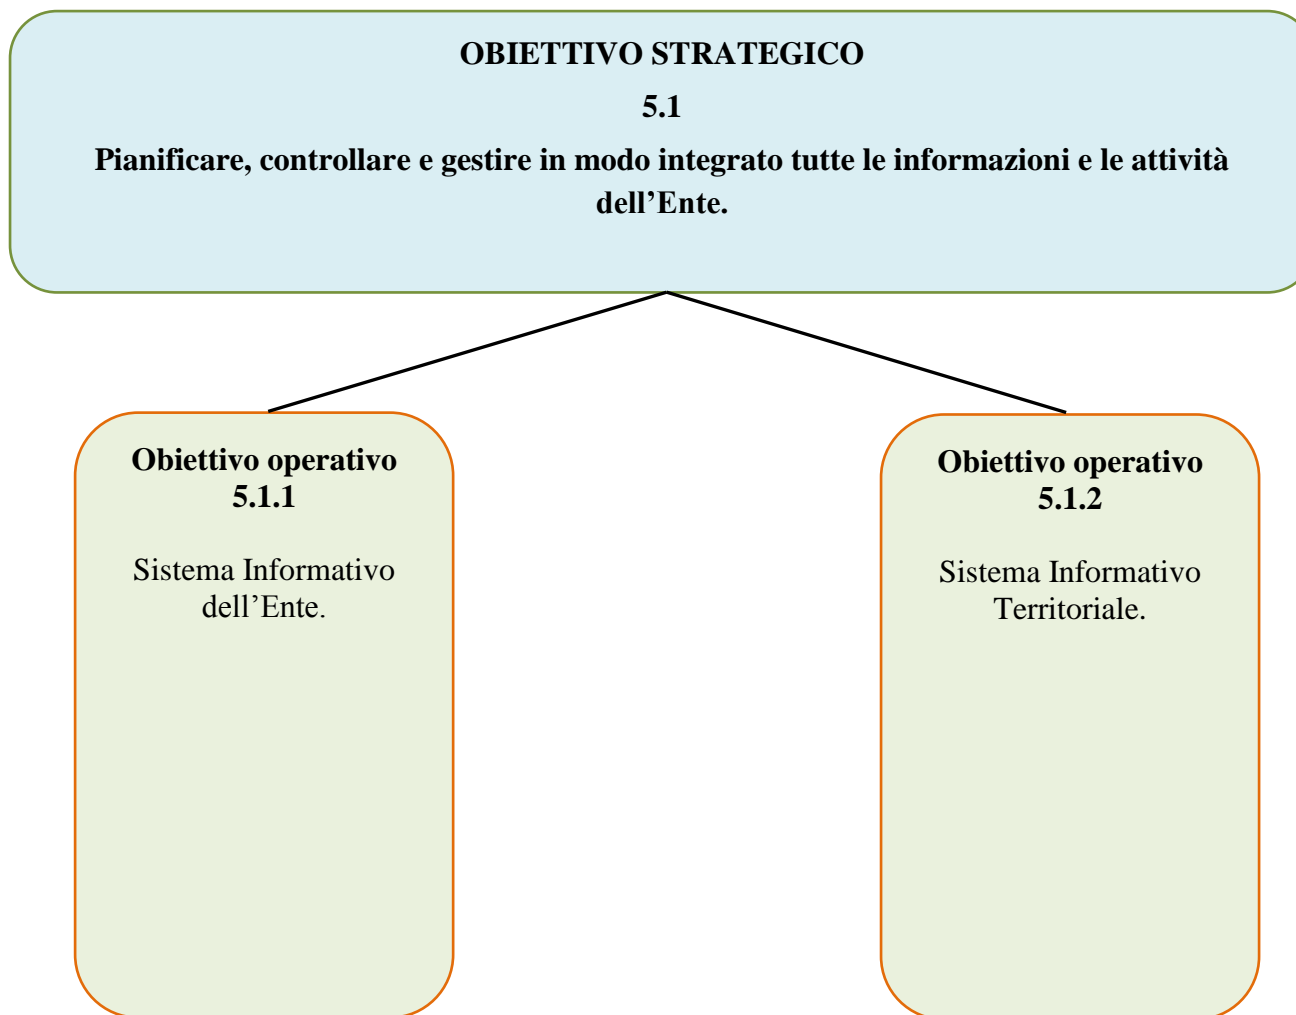 OBIETTIVO STRATEGICO
5.1
Pianificare, controllare e gestire in modo integrato tutte le informazioni e le attività
dell’Ente.
Obiettivo operativo
5.1.1
Sistema Informativo
dell’Ente.
Obiettivo operativo
5.1.2
Sistema Informativo
Territoriale.